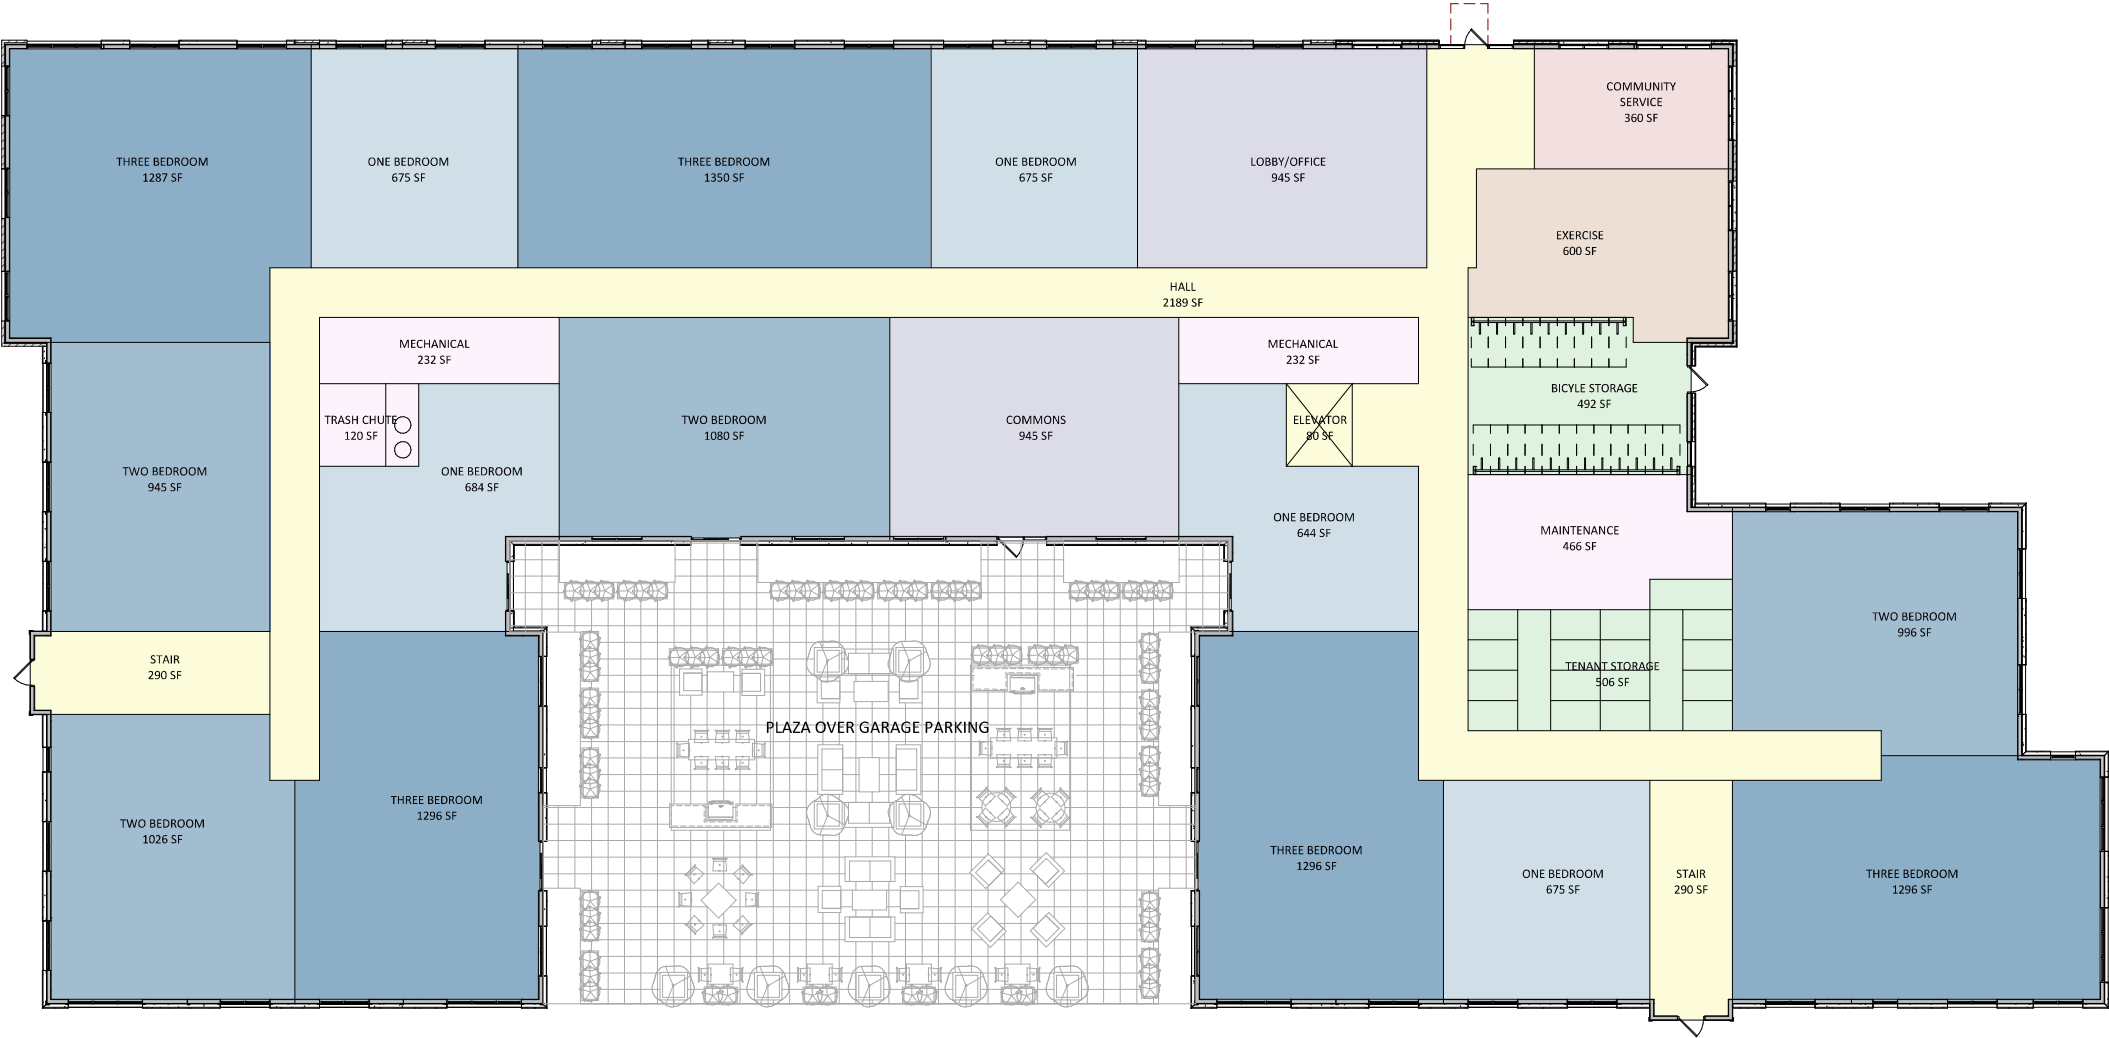 COMMUNITY
SERVICE
360 SF
THREE BEDROOM
1287 SF
ONE BEDROOM
675 SF
THREE BEDROOM
1350 SF
ONE BEDROOM
675 SF
LOBBY/OFFICE
945 SF
EXERCISE
600 SF
HALL
2189 SF
MECHANICAL
232 SF
MECHANICAL
232 SF
BICYLE STORAGE
492 SF
TRASH CHUTE
120 SF
TWO BEDROOM
1080 SF
COMMONS
945 SF
ELEVATOR
80 SF
TWO BEDROOM
945 SF
ONE BEDROOM
684 SF
ONE BEDROOM
644 SF
MAINTENANCE
466 SF
TWO BEDROOM
996 SF
STAIR
290 SF
TENANT STORAGE
506 SF
PLAZA OVER GARAGE PARKING
THREE BEDROOM
1296 SF
TWO BEDROOM
1026 SF
THREE BEDROOM
1296 SF
ONE BEDROOM
675 SF
STAIR
290 SF
THREE BEDROOM
1296 SF